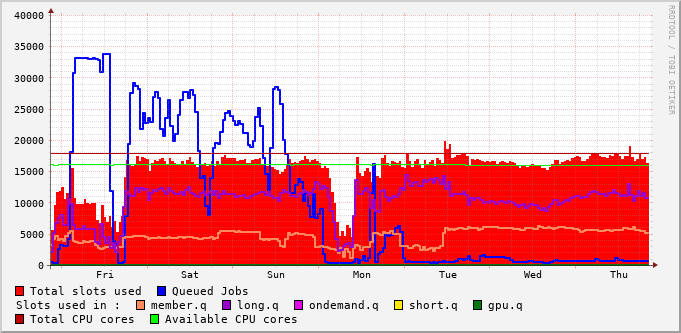 40000
35000
30000
25000
20000
15000
10000
5000
0
Fri Sat Sun Mon Tue Wed Thu
RRDTOOL / TOBI OETIKER
Total slots used Queued Jobs
Slots used in : member.q long.q ondemand.q short.q gpu.q
Total CPU cores Available CPU cores